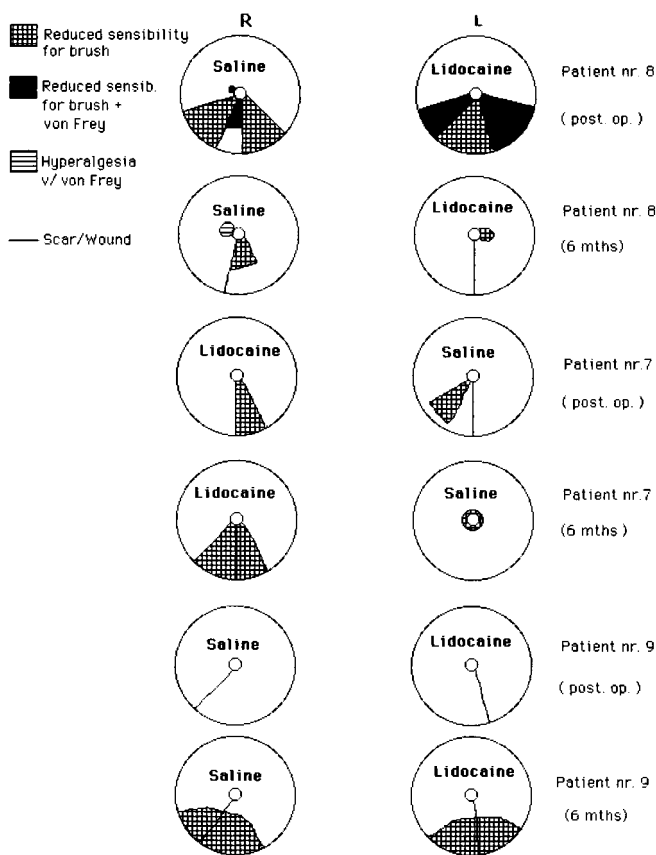 R L
Reduced sensibility
for brush
Reduced sensib.
for brush +
von Frey
Hyperalgesia
v/ von Frey
Scar/Wound
Saline
Lidocaine
Patient nr. 8
( post. op. )
Saline
Lidocaine
Patient nr. 8
(6 mths)
Lidocaine
Saline
Patient nr.7
( post. op. )
Lidocaine
Saline
Patient nr.7
(6 mths )
Saline
Lidocaine
Patient nr. 9
( post. op. )
Saline
Lidocaine
Patient nr. 9
(6 mths)